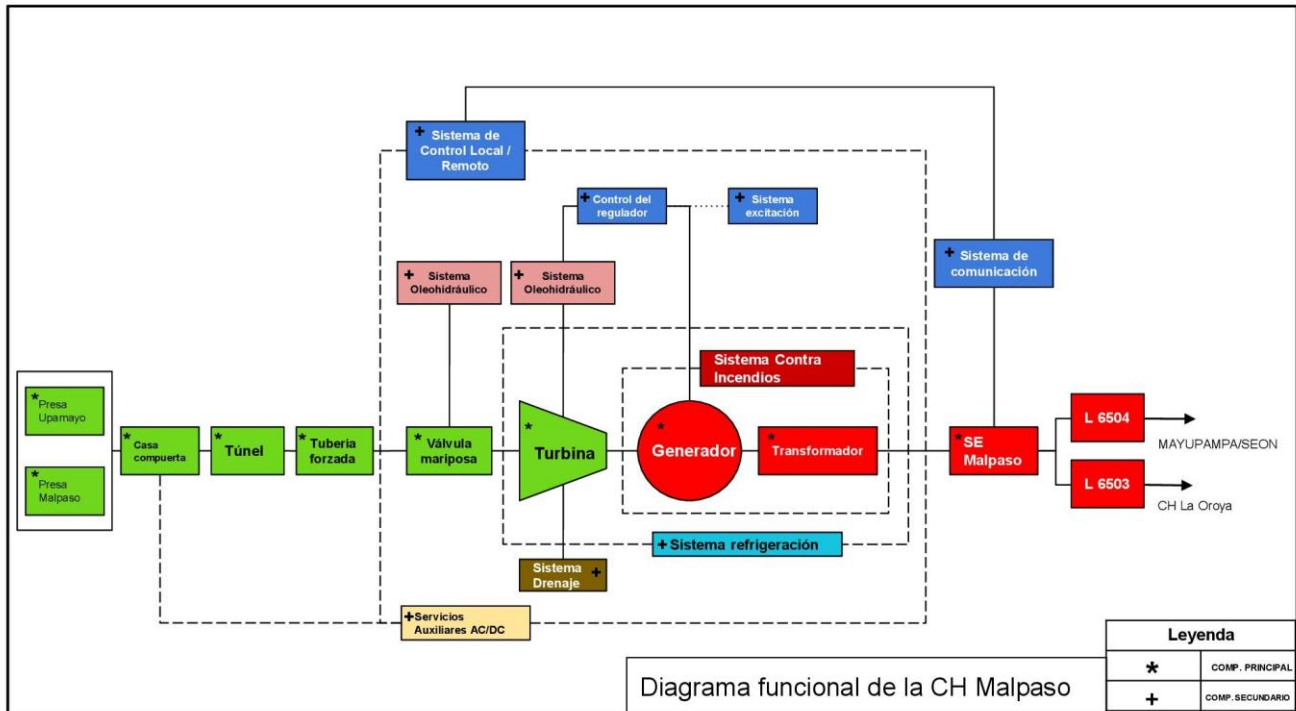 + Sistema de
Control Local /
Remoto
+ Control del
regulador
+ Sistema
excitación
+ Sistema
Oleohidráulico
+ Sistema
Oleohidráulico
+ Sistema de
comunicación
Sistema Contra
Incendios
* Presa
Upamayo
* Presa
Malpaso
* Casa
compuerta
* Túnel
* Tuberia
forzada
* Válvula
mariposa
* Turbina
* Generador
* Transformador
* SE
Malpaso
L 6504
MAYUPAMPA/SEON
L 6503
CH La Oroya
+ Sistema refrigeración
Sistema +
Drenaje
+ Servicios
Auxiliares AC/DC
Diagrama funcional de la CH Malpaso
Leyenda
* COMP. PRINCIPAL
+ COMP. SECUNDARIO